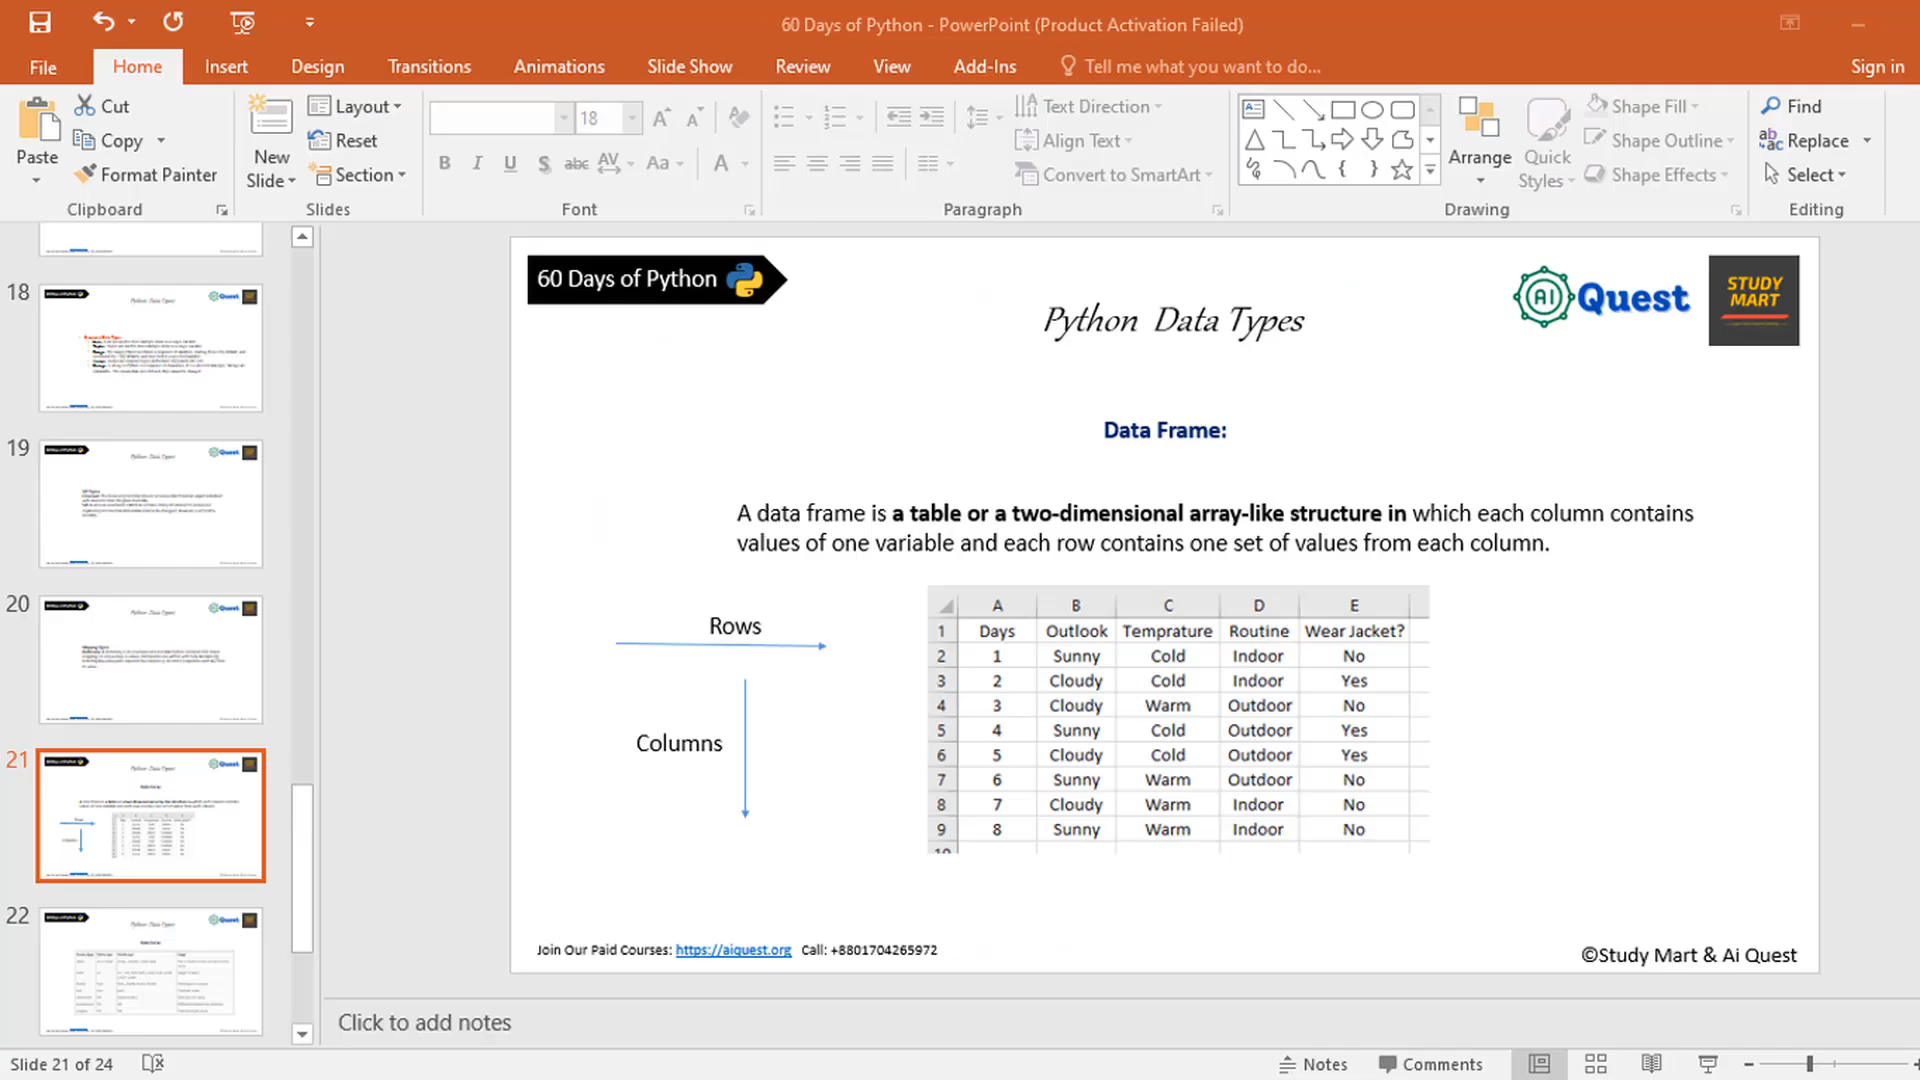 60 Days of Python - PowerPoint (Product Activation Failed)
File Home Insert Design Transitions Animations Slide Show Review View Add-Ins Tell me what you want to do... Sign in
Paste
Cut
Copy
Format Painter
Clipboard
New Slide
Layout
Reset
Section
Slides
18
B I U S abc AV Aa A
Font
Text Direction
Align Text
Convert to SmartArt
Paragraph
Arrange
Quick Styles
Shape Fill
Shape Outline
Shape Effects
Drawing
Find
Replace
Select
Editing
18
19
20
21
22
60 Days of Python
Python Data Types
AI Quest
STUDY MART
Data Frame:
A data frame is a table or a two-dimensional array-like structure in which each column contains
values of one variable and each row contains one set of values from each column.
Rows
Columns
A B C D E
1 Days Outlook Temprature Routine Wear Jacket?
2 1 Sunny Cold Indoor No
3 2 Cloudy Cold Indoor Yes
4 3 Cloudy Warm Outdoor No
5 4 Sunny Cold Outdoor Yes
6 5 Cloudy Cold Outdoor Yes
7 6 Sunny Warm Outdoor No
8 7 Cloudy Warm Indoor No
9 8 Sunny Warm Indoor No
10
Join Our Paid Courses: https://aiquest.org Call: +8801704265972
©Study Mart & Ai Quest
Click to add notes
Slide 21 of 24
Notes Comments